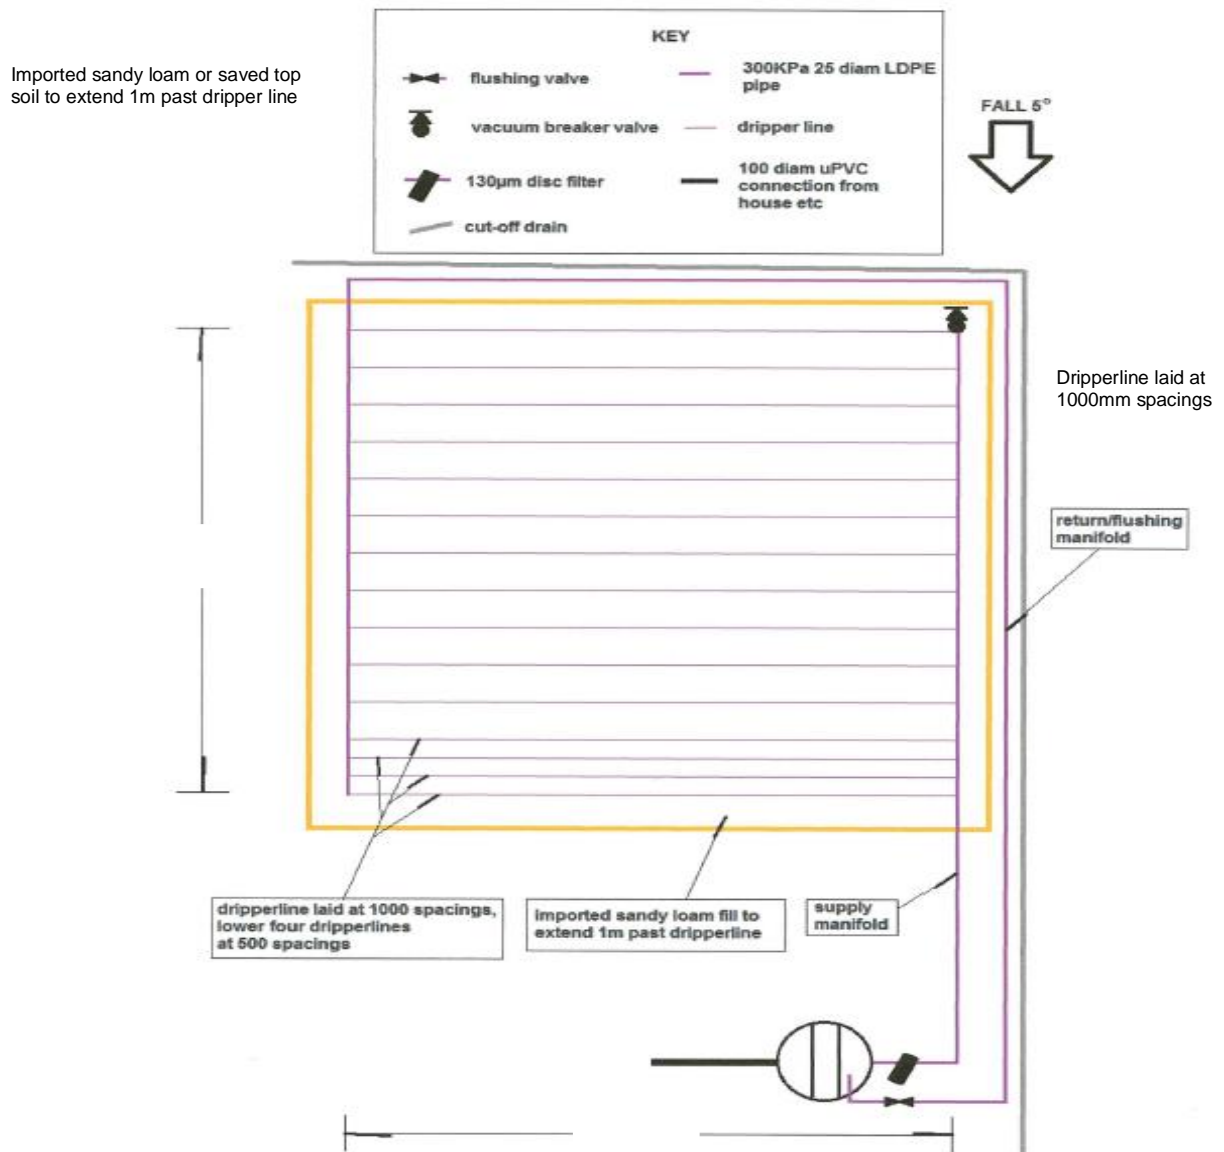 KEY
Imported sandy loam or saved top
soil to extend 1m past dripper line
flushing valve
300KPa 25 diam LDPE
pipe
FALL 5°
vacuum breaker valve
dripper line
130µm disc filter
100 diam uPVC
connection from
house etc
cut-off drain
Dripperline laid at
1000mm spacings
return/flushing
manifold
dripperline laid at 1000 spacings,
lower four dripperlines
at 500 spacings
imported sandy loam fill to
extend 1m past dripperline
supply
manifold